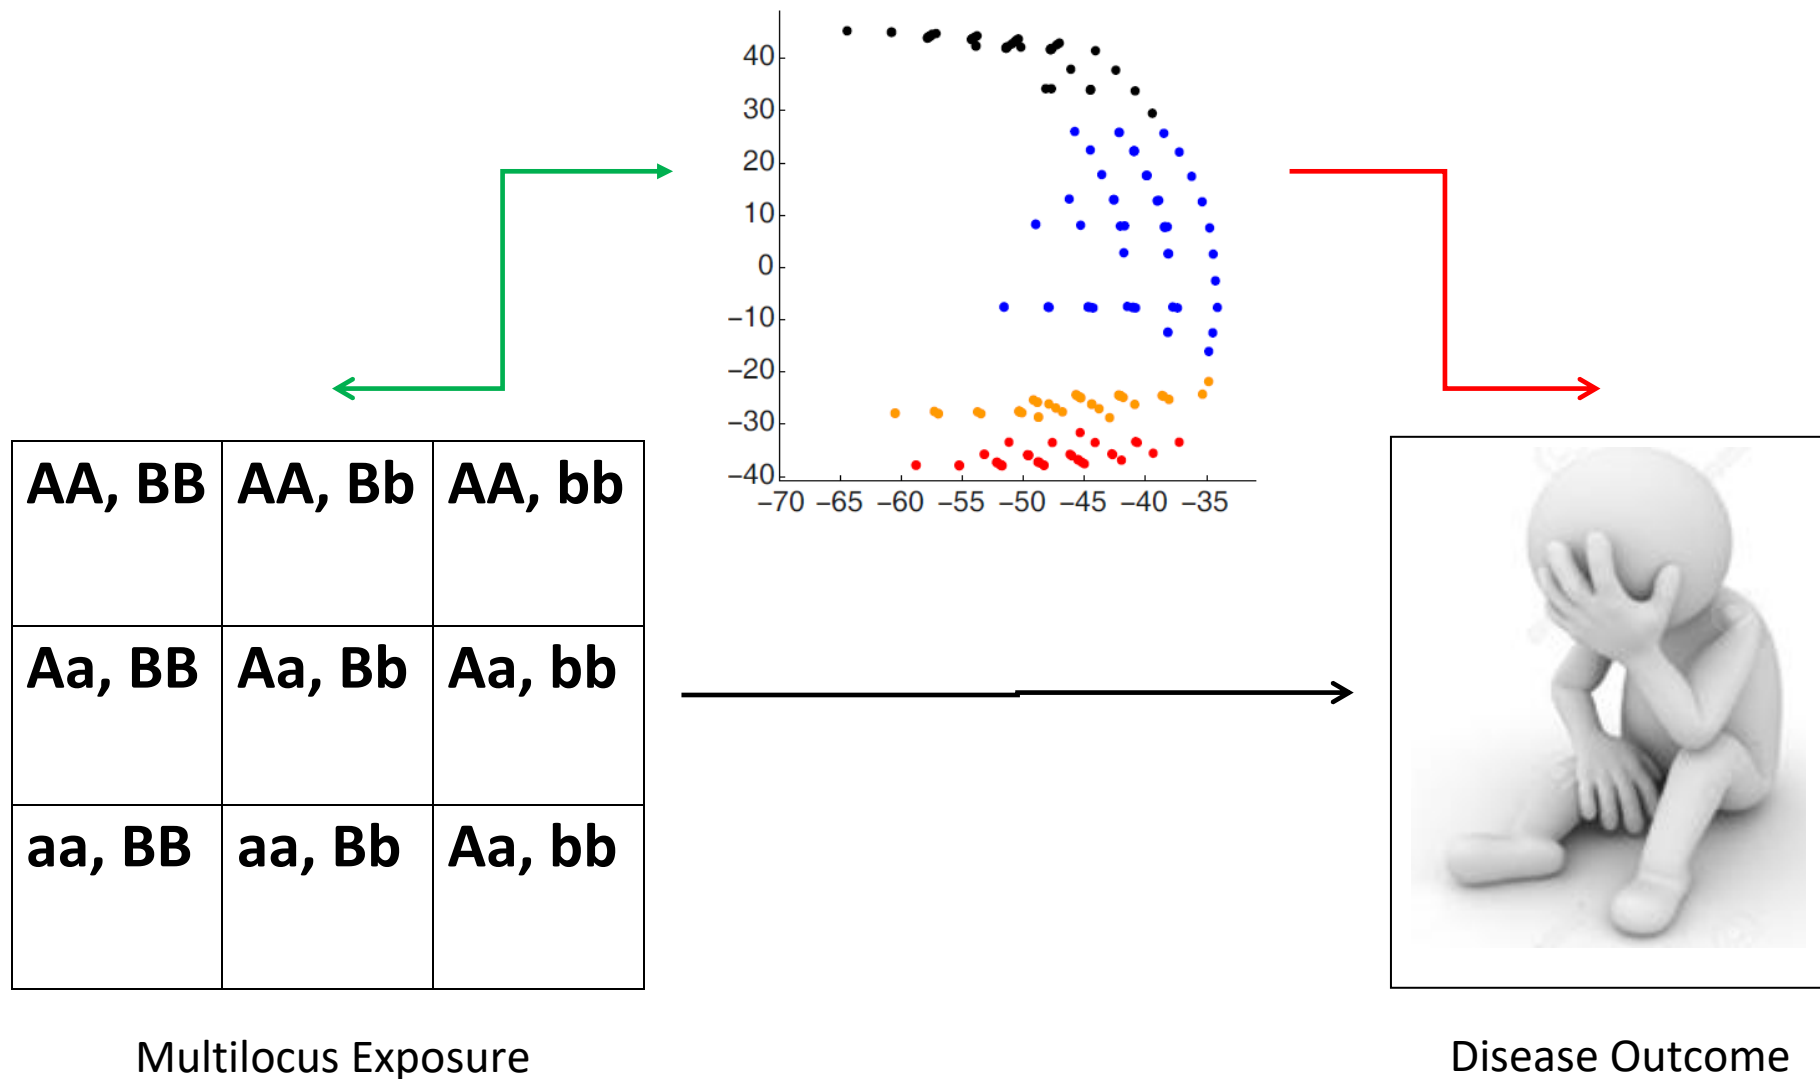 40
30
20
10
0
−10
−20
−30
−40
−70 −65 −60 −55 −50 −45 −40 −35
AA, BB AA, Bb AA, bb
Aa, BB Aa, Bb Aa, bb
aa, BB aa, Bb Aa, bb
Multilocus Exposure
Disease Outcome